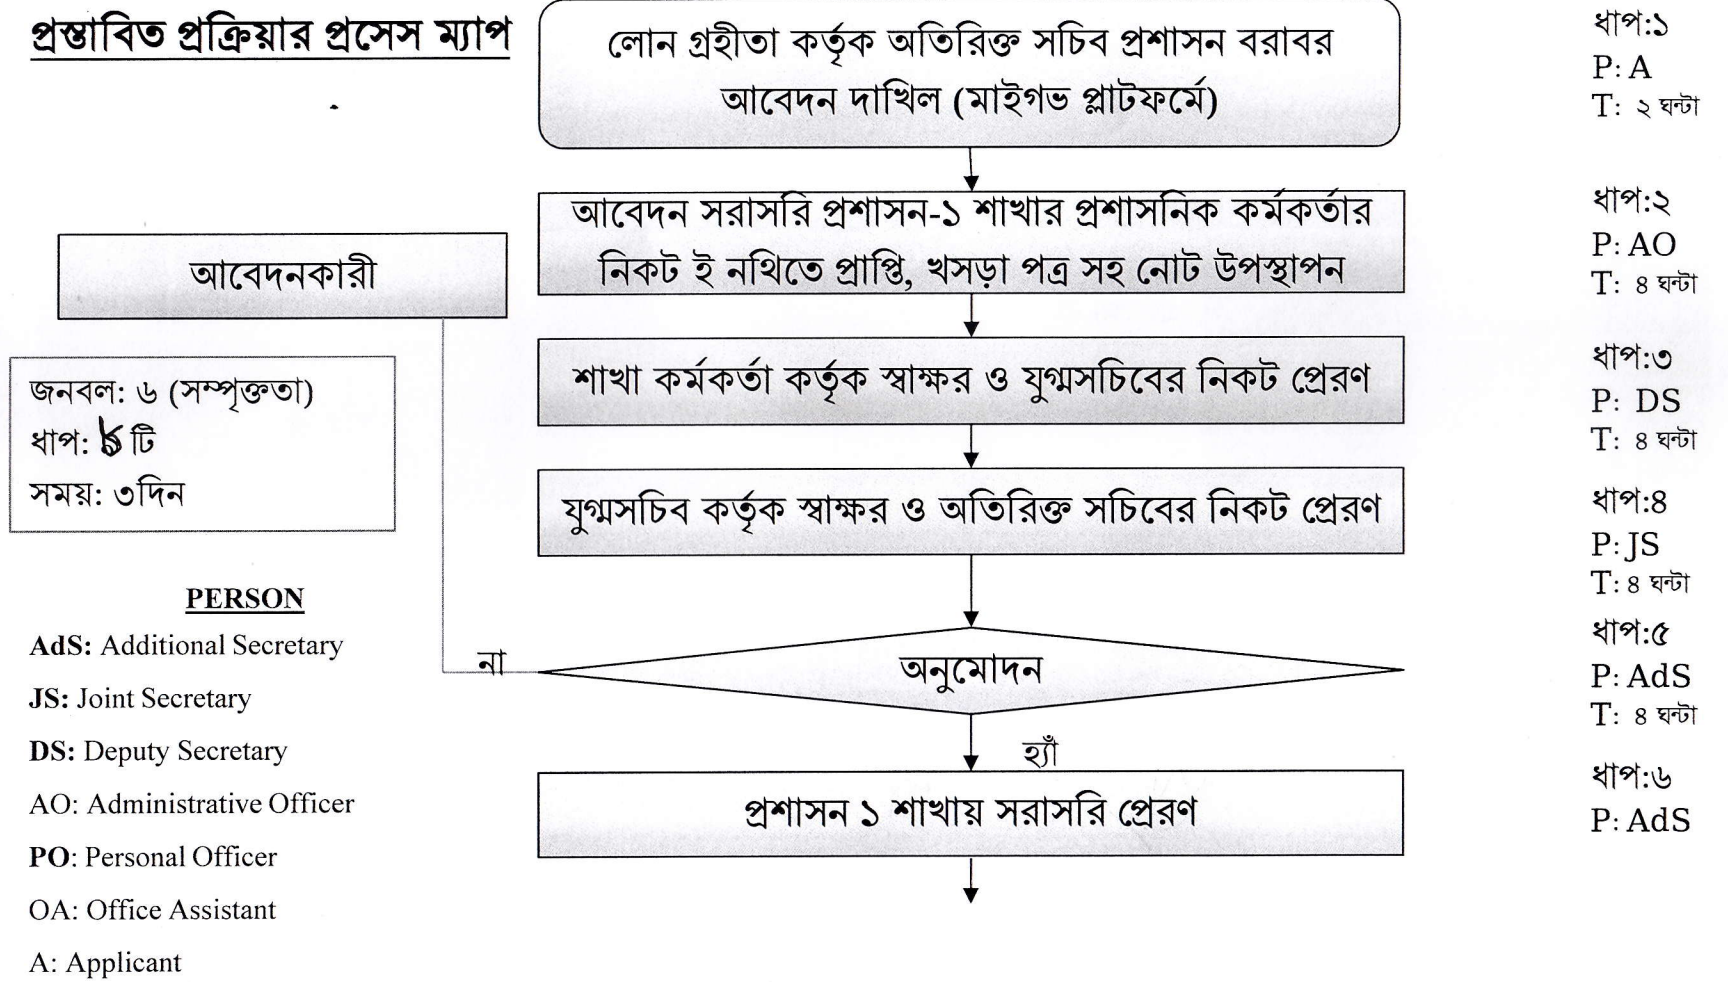 প্রস্তাবিত প্রক্রিয়ার প্রসেস ম্যাপ
লোন গ্রহীতা কর্তৃক অতিরিক্ত সচিব প্রশাসন বরাবর
আবেদন দাখিল (মাইগভ প্লাটফর্মে)
ধাপ:১
P: A
T: ২ ঘন্টা
আবেদন সরাসরি প্রশাসন-১ শাখার প্রশাসনিক কর্মকর্তার
নিকট ই নথিতে প্রাপ্তি, খসড়া পত্র সহ নোট উপস্থাপন
ধাপ:২
P: AO
T: ৪ ঘন্টা
আবেদনকারী
শাখা কর্মকর্তা কর্তৃক স্বাক্ষর ও যুগ্মসচিবের নিকট প্রেরণ
ধাপ:৩
P: DS
T: ৪ ঘন্টা
জনবল: ৬ (সম্পৃক্ততা)
ধাপ: টি
সময়: ৩দিন
যুগ্মসচিব কর্তৃক স্বাক্ষর ও অতিরিক্ত সচিবের নিকট প্রেরণ
ধাপ:৪
P: JS
T: ৪ ঘন্টা
না
অনুমোদন
ধাপ:৫
P: AdS
T: ৪ ঘন্টা
হ্যাঁ
প্রশাসন ১ শাখায় সরাসরি প্রেরণ
ধাপ:৬
P: AdS
PERSON
AdS: Additional Secretary
JS: Joint Secretary
DS: Deputy Secretary
AO: Administrative Officer
PO: Personal Officer
OA: Office Assistant
A: Applicant